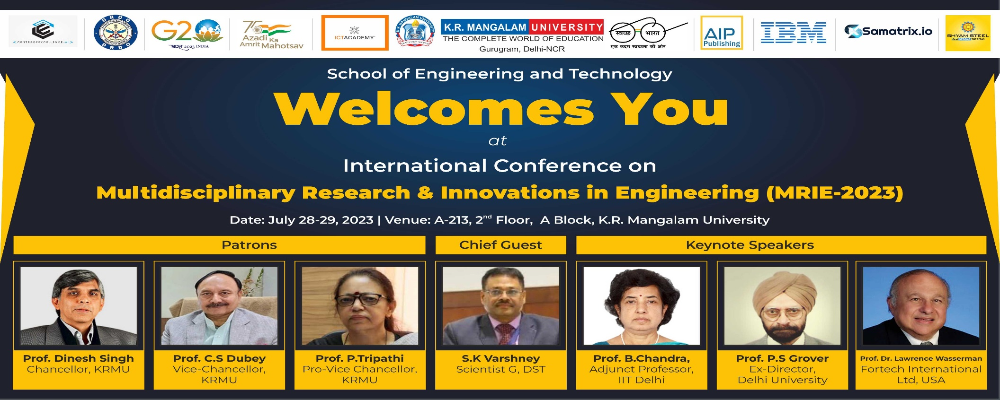 CENTREOFEXCELLENCE-AI
DRDO
DRDO
G20
भारत 2023 INDIA
75
Azadi Ka
Amrit Mahotsav
ICTACADEMY
K.R. MANGALAM UNIVERSITY
K.R. MANGALAM UNIVERSITY
THE COMPLETE WORLD OF EDUCATION
Gurugram, Delhi-NCR
स्वच्छ भारत
एक कदम स्वच्छता की ओर
AIP
Publishing
IBM
Samatrix.io
SHYAM STEEL
School of Engineering and Technology
Welcomes You
at
International Conference on
Multidisciplinary Research & Innovations in Engineering (MRIE-2023)
Date: July 28-29, 2023 | Venue: A-213, 2nd Floor, A Block, K.R. Mangalam University
Patrons
Chief Guest
Keynote Speakers
Prof. Dinesh Singh
Chancellor, KRMU
Prof. C.S Dubey
Vice-Chancellor,
KRMU
Prof. P.Tripathi
Pro-Vice Chancellor,
KRMU
S.K Varshney
Scientist G, DST
Prof. B.Chandra,
Adjunct Professor,
IIT Delhi
Prof. P.S Grover
Ex-Director,
Delhi University
Prof. Dr. Lawrence Wasserman
Fortech International
Ltd, USA